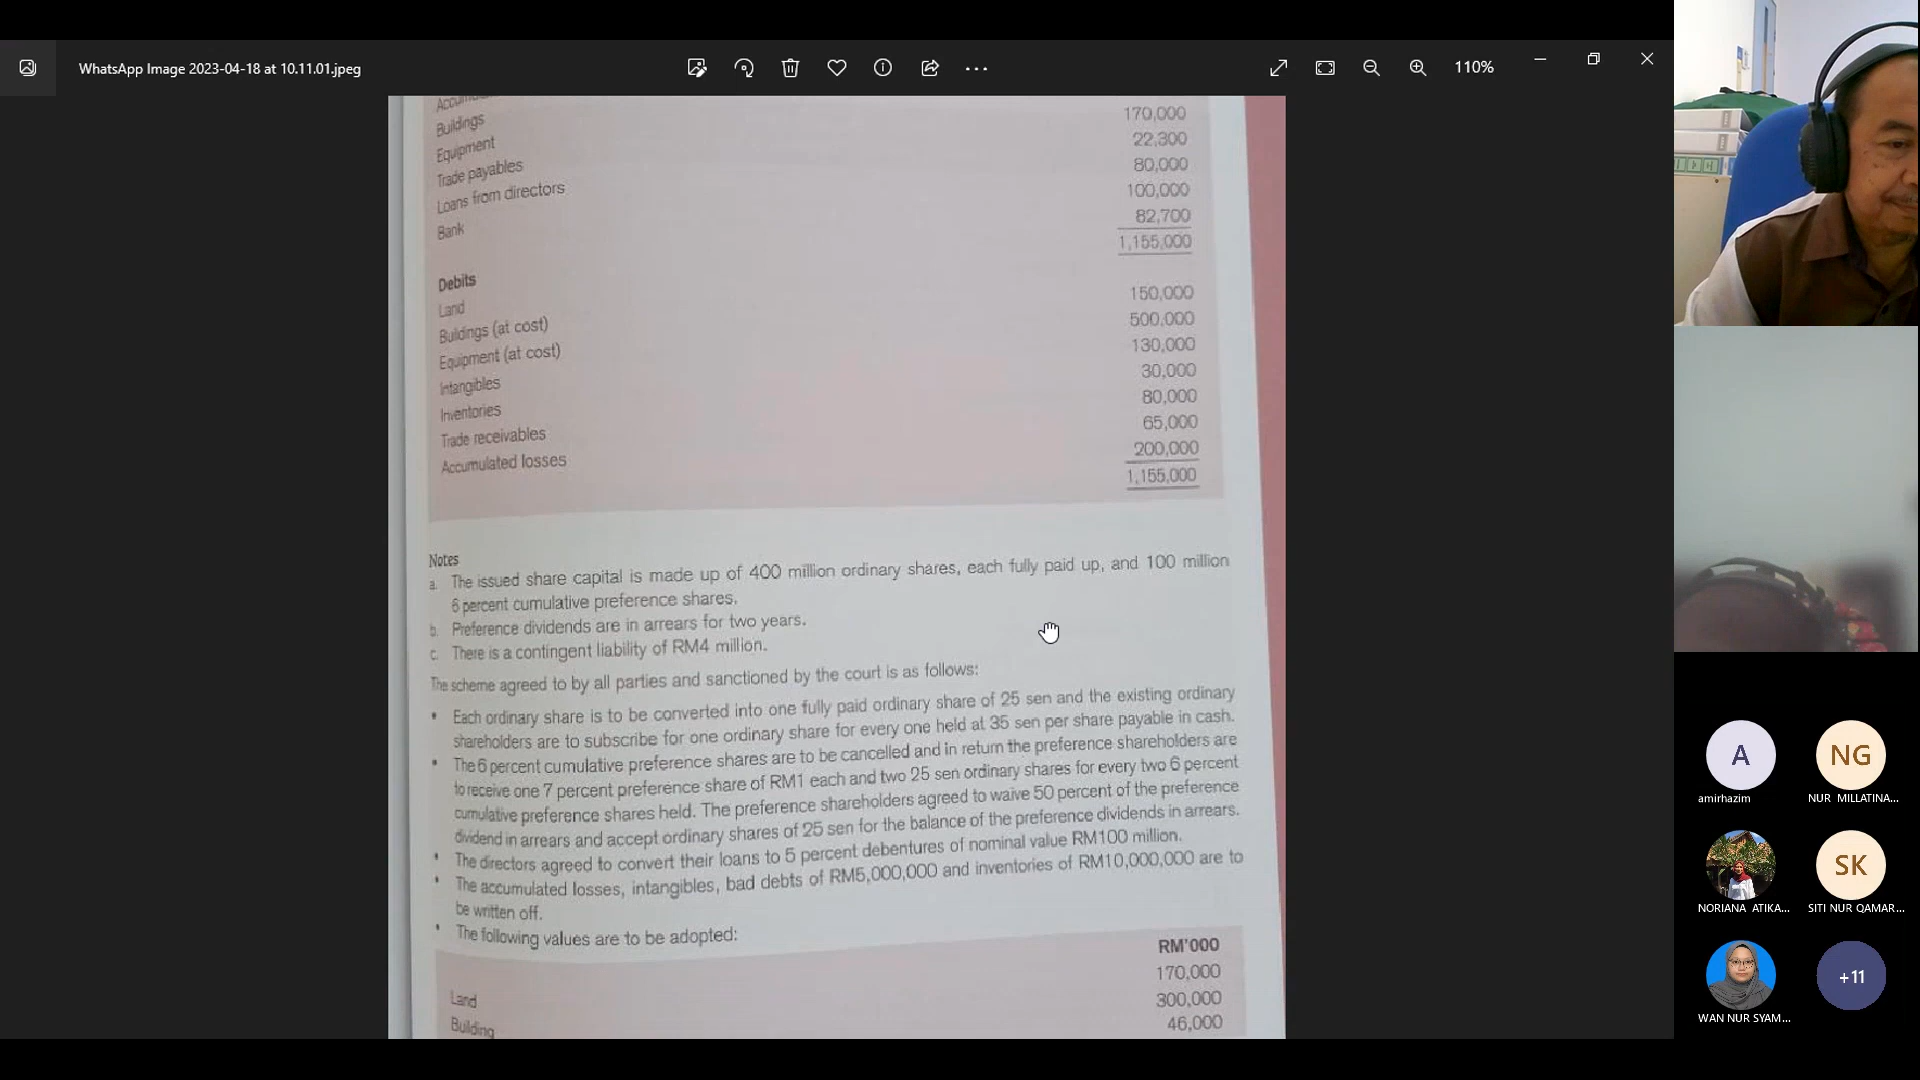 WhatsApp Image 2023-04-18 at 10.11.01.jpeg
110%
Buildings 170,000
Equipment 22,300
Trade payables 80,000
Loans from directors 100,000
Bank 82,700
1,155,000
Debits
Land 150,000
Buildings (at cost) 500,000
Equipment (at cost) 130,000
Intangibles 30,000
Inventories 80,000
Trade receivables 65,000
Accumulated losses 200,000
1,155,000
Notes
a. The issued share capital is made up of 400 million ordinary shares, each fully paid up, and 100 million
6 percent cumulative preference shares.
b. Preference dividends are in arrears for two years.
c. There is a contingent liability of RM4 million.
The scheme agreed to by all parties and sanctioned by the court is as follows:
• Each ordinary share is to be converted into one fully paid ordinary share of 25 sen and the existing ordinary
shareholders are to subscribe for one ordinary share for every one held at 35 sen per share payable in cash.
• The 6 percent cumulative preference shares are to be cancelled and in return the preference shareholders are
to receive one 7 percent preference share of RM1 each and two 25 sen ordinary shares for every two 6 percent
cumulative preference shares held. The preference shareholders agreed to waive 50 percent of the preference
dividend in arrears and accept ordinary shares of 25 sen for the balance of the preference dividends in arrears.
• The directors agreed to convert their loans to 5 percent debentures of nominal value RM100 million.
• The accumulated losses, intangibles, bad debts of RM5,000,000 and inventories of RM10,000,000 are to
be written off.
• The following values are to be adopted:
RM'000
Land 170,000
Building 300,000
46,000
A
amirhazim
NG
NUR MILLATINA...
NORIANA ATIKA...
SK
SITI NUR QAMAR...
WAN NUR SYAM...
+11